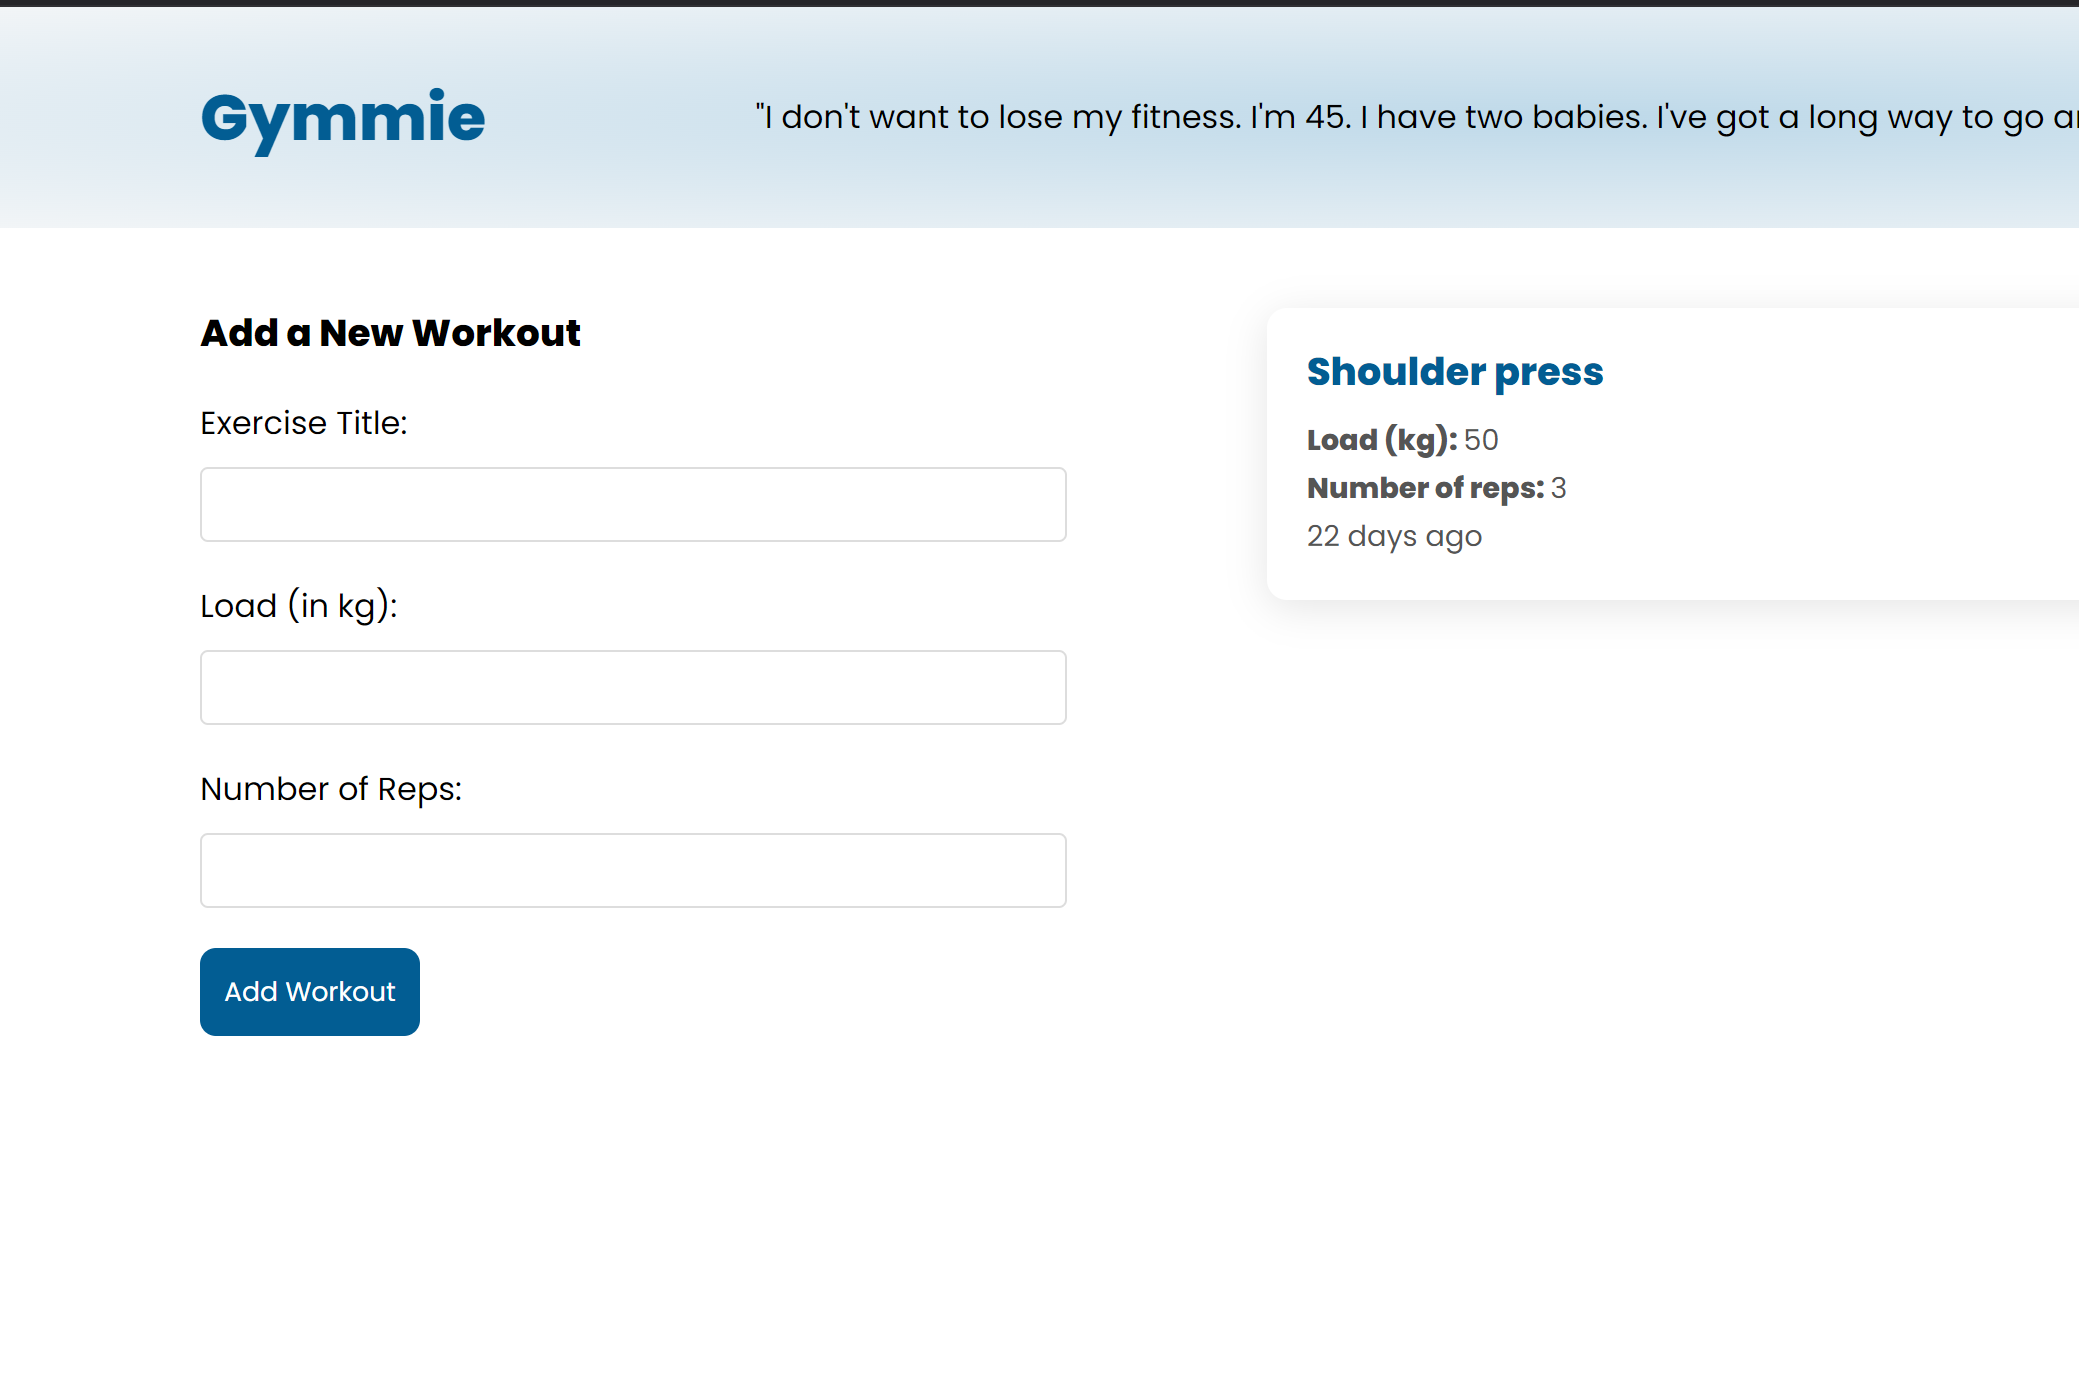 Gymmie
"I don't want to lose my fitness. I'm 45. I have two babies. I've got a long way to go
Add a New Workout
Exercise Title:
Load (in kg):
Number of Reps:
Add Workout
Shoulder press
Load (kg): 50
Number of reps: 3
22 days ago